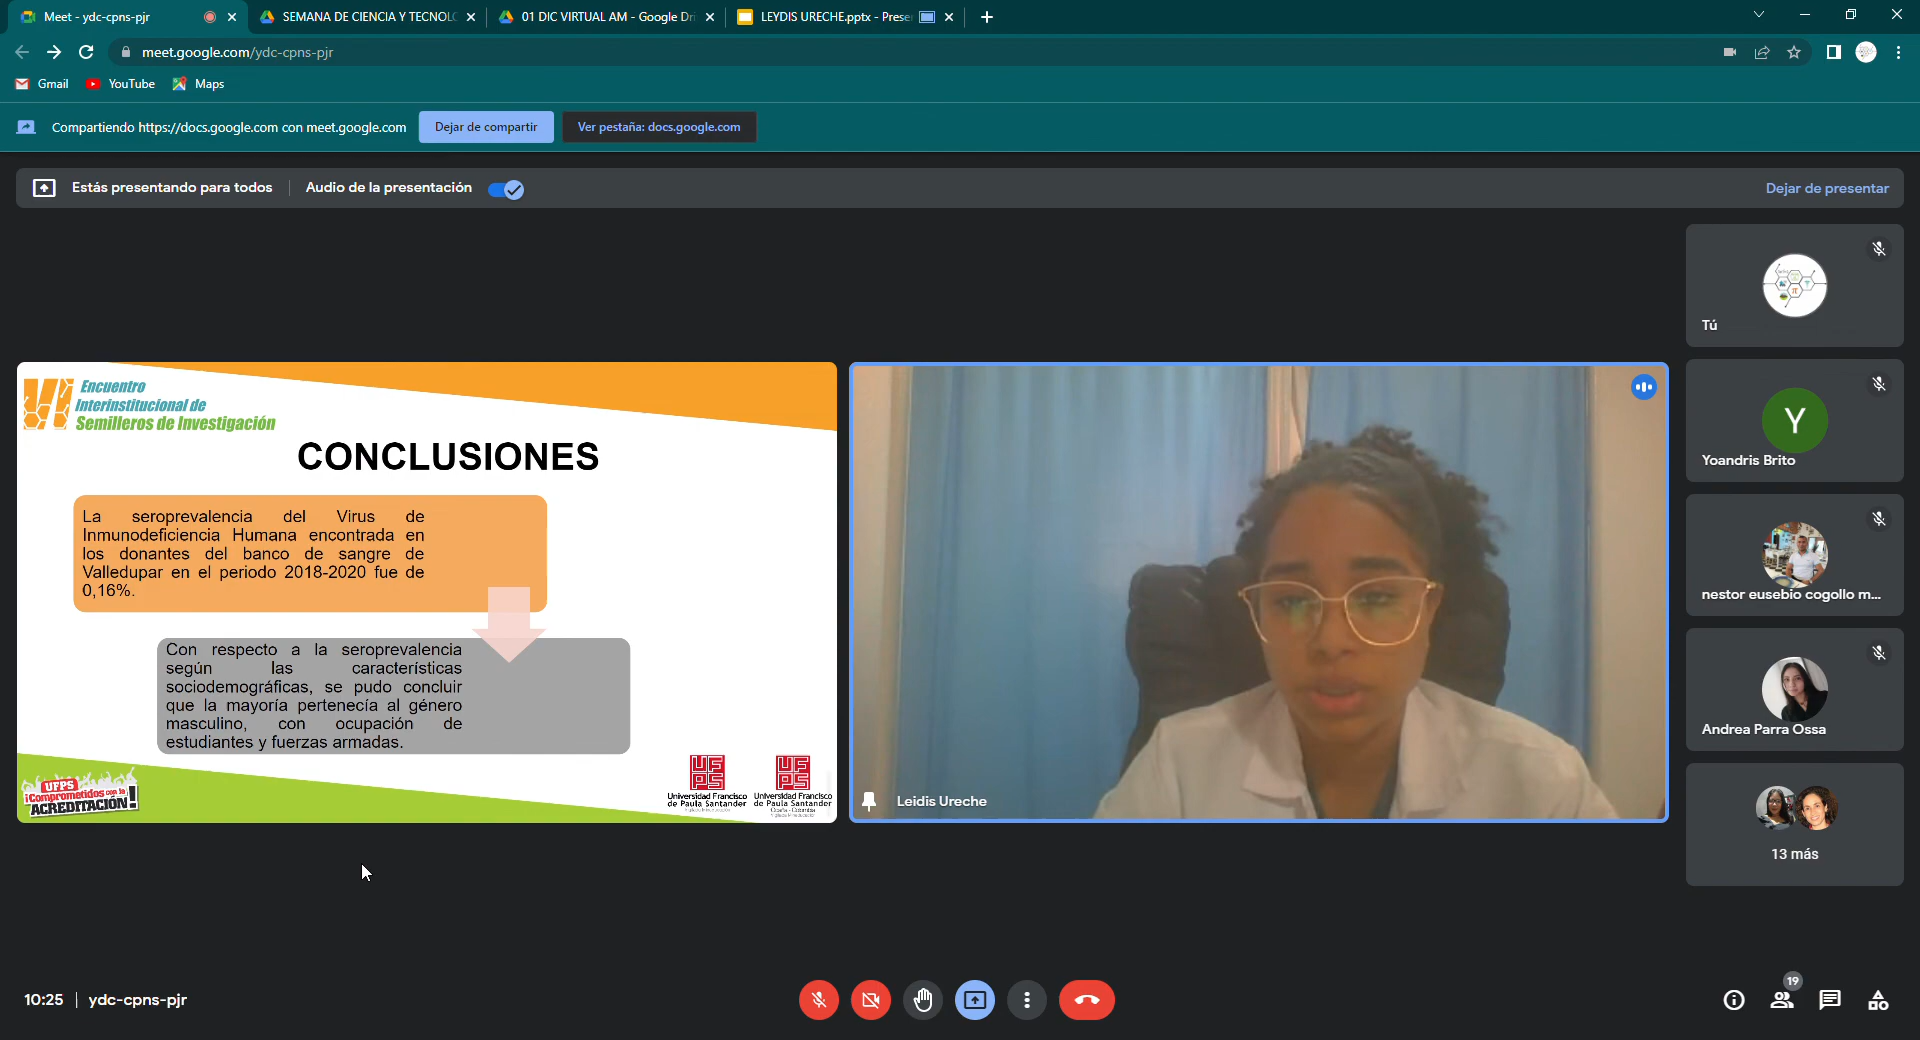 Meet - ydc-cpns-pjr
SEMANA DE CIENCIA Y TECNOLO
01 DIC VIRTUAL AM - Google Dri
LEYDIS URECHE.pptx - Prese
meet.google.com/ydc-cpns-pjr
Gmail
YouTube
Maps
Compartiendo https://docs.google.com con meet.google.com
Dejar de compartir
Ver pestaña: docs.google.com
Estás presentando para todos
Audio de la presentación
Dejar de presentar
Encuentro
Interinstitucional de
Semilleros de Investigación
CONCLUSIONES
La seroprevalencia del Virus de
Inmunodeficiencia Humana encontrada en
los donantes del banco de sangre de
Valledupar en el periodo 2018-2020 fue de
0,16%.
Con respecto a la seroprevalencia
según las características
sociodemográficas, se pudo concluir
que la mayoría pertenecía al género
masculino, con ocupación de
estudiantes y fuerzas armadas.
UFPS
¡Comprometidos con la
ACREDITACIÓN!
UFPS
Universidad Francisco
de Paula Santander
UFPS
Universidad Francisco
de Paula Santander
Ocaña - Colombia
Leidis Ureche
Tú
Y
Yoandris Brito
nestor eusebio cogollo m...
Andrea Parra Ossa
13 más
10:25
ydc-cpns-pjr
19